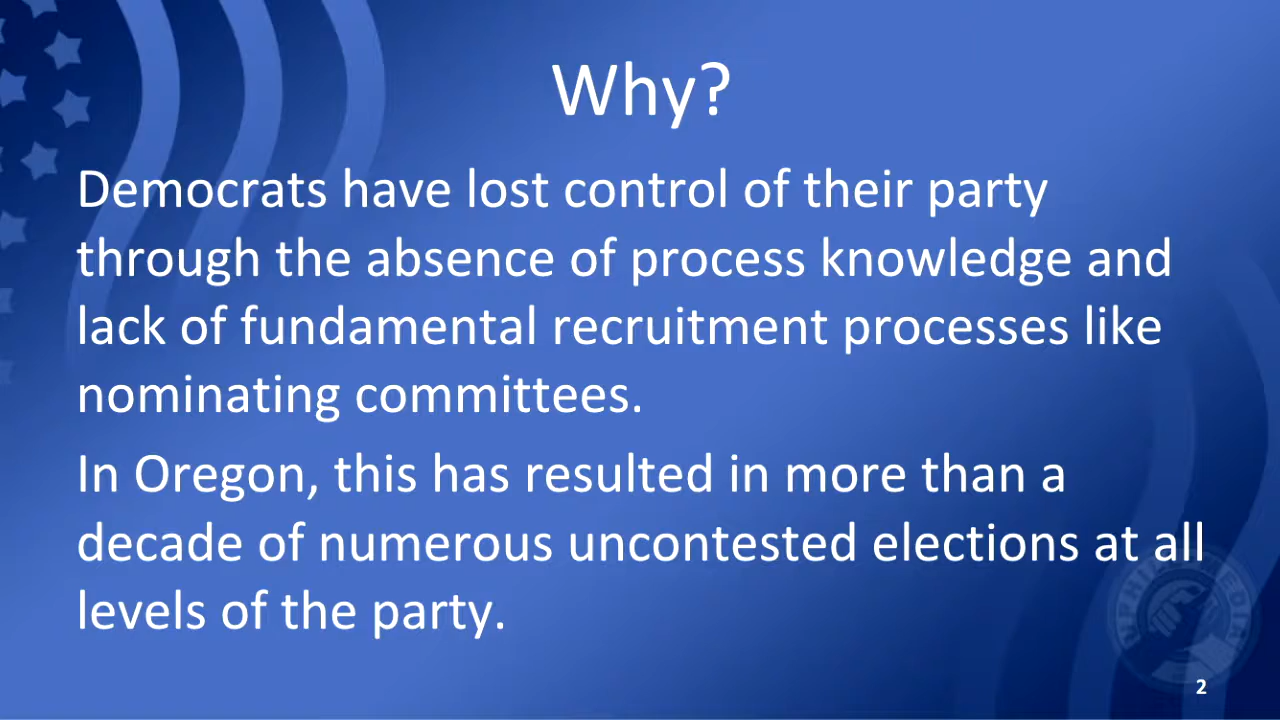 Why?
Democrats have lost control of their party
through the absence of process knowledge and
lack of fundamental recruitment processes like
nominating committees.
In Oregon, this has resulted in more than a
decade of numerous uncontested elections at all
levels of the party.
2